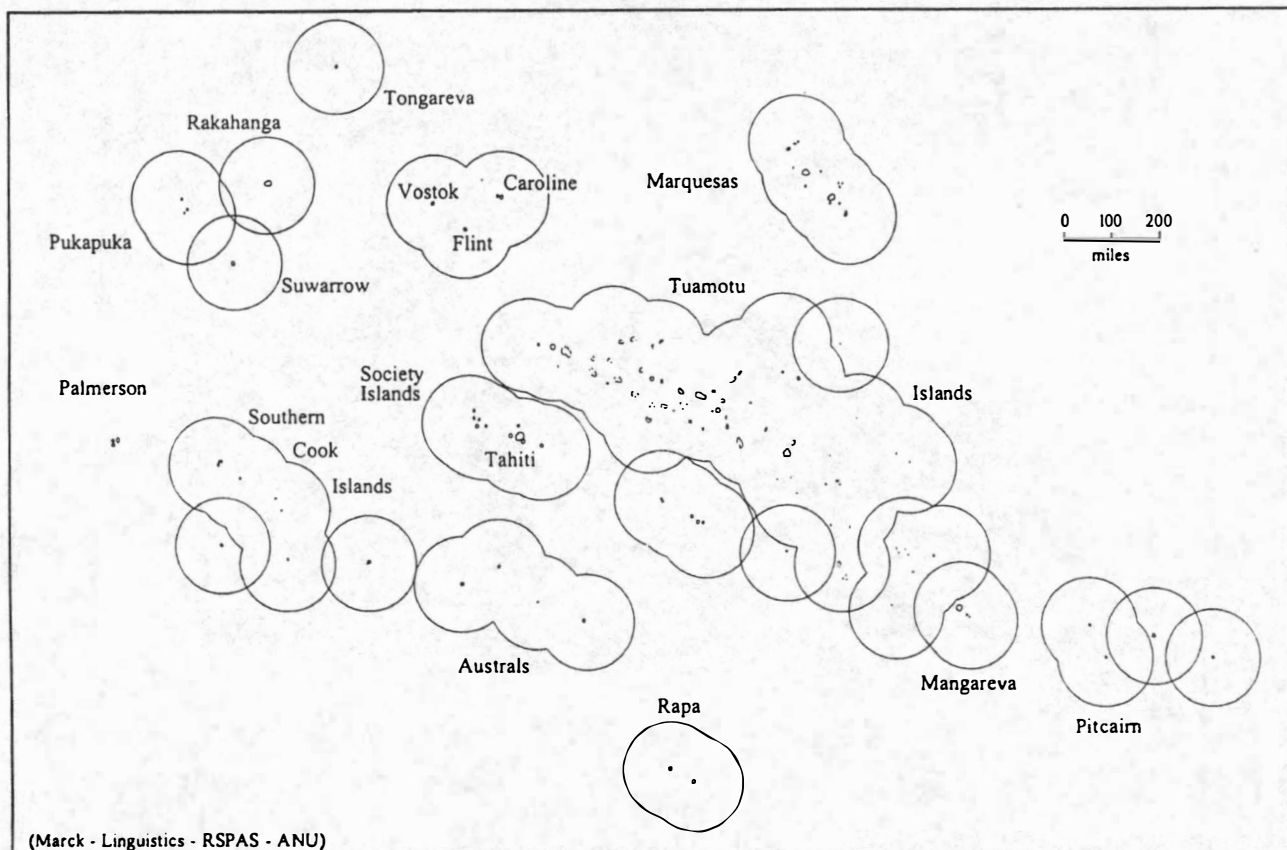 Tongareva
Rakahanga
Vostok
Caroline
Marquesas
0 100 200
miles
Pukapuka
Flint
Suwarrow
Tuamotu
Palmerson
Society
Islands
Islands
Southern
Cook
Islands
Tahiti
Australs
Mangareva
Rapa
Pitcairn
(Marck - Linguistics - RSPAS - ANU)